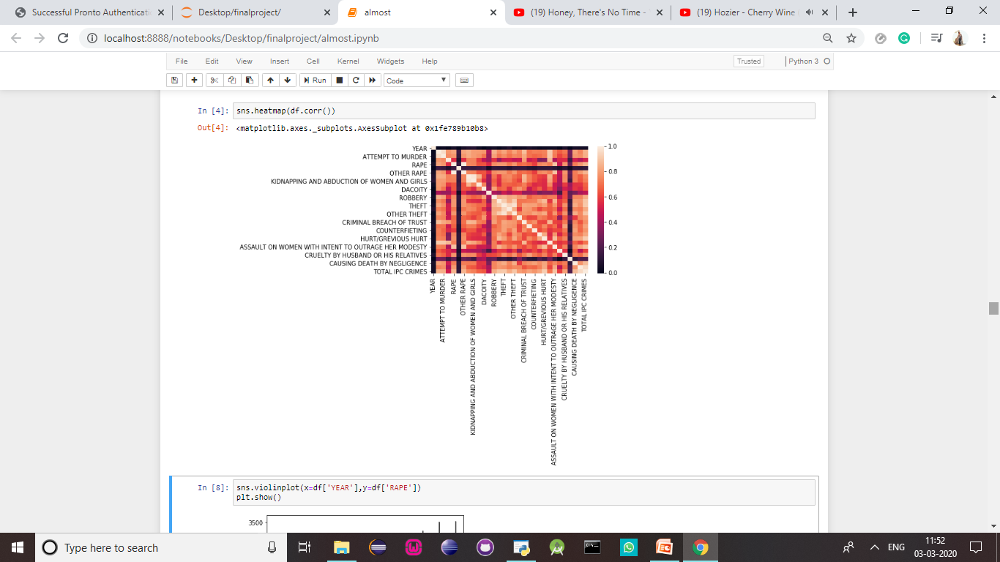 Successful Pronto Authenticati
Desktop/finalproject/
almost
(19) Honey, There's No Time -
(19) Hozier - Cherry Wine
localhost:8888/notebooks/Desktop/finalproject/almost.ipynb
File Edit View Insert Cell Kernel Widgets Help
Trusted
Python 3
Run
Code
In [4]: sns.heatmap(df.corr())
Out[4]: <matplotlib.axes._subplots.AxesSubplot at 0x1fe789b10b8>
YEAR
ATTEMPT TO MURDER
RAPE
OTHER RAPE
KIDNAPPING AND ABDUCTION OF WOMEN AND GIRLS
DACOITY
ROBBERY
THEFT
OTHER THEFT
CRIMINAL BREACH OF TRUST
COUNTERFIETING
HURT/GREVIOUS HURT
ASSAULT ON WOMEN WITH INTENT TO OUTRAGE HER MODESTY
CRUELTY BY HUSBAND OR HIS RELATIVES
CAUSING DEATH BY NEGLIGENCE
TOTAL IPC CRIMES
1.0
0.8
0.6
0.4
0.2
0.0
YEAR
ATTEMPT TO MURDER
RAPE
OTHER RAPE
KIDNAPPING AND ABDUCTION OF WOMEN AND GIRLS
DACOITY
ROBBERY
THEFT
OTHER THEFT
CRIMINAL BREACH OF TRUST
COUNTERFIETING
HURT/GREVIOUS HURT
ASSAULT ON WOMEN WITH INTENT TO OUTRAGE HER MODESTY
CRUELTY BY HUSBAND OR HIS RELATIVES
CAUSING DEATH BY NEGLIGENCE
TOTAL IPC CRIMES
In [8]: sns.violinplot(x=df['YEAR'],y=df['RAPE'])
plt.show()
3500
Type here to search
ENG
11:52
03-03-2020